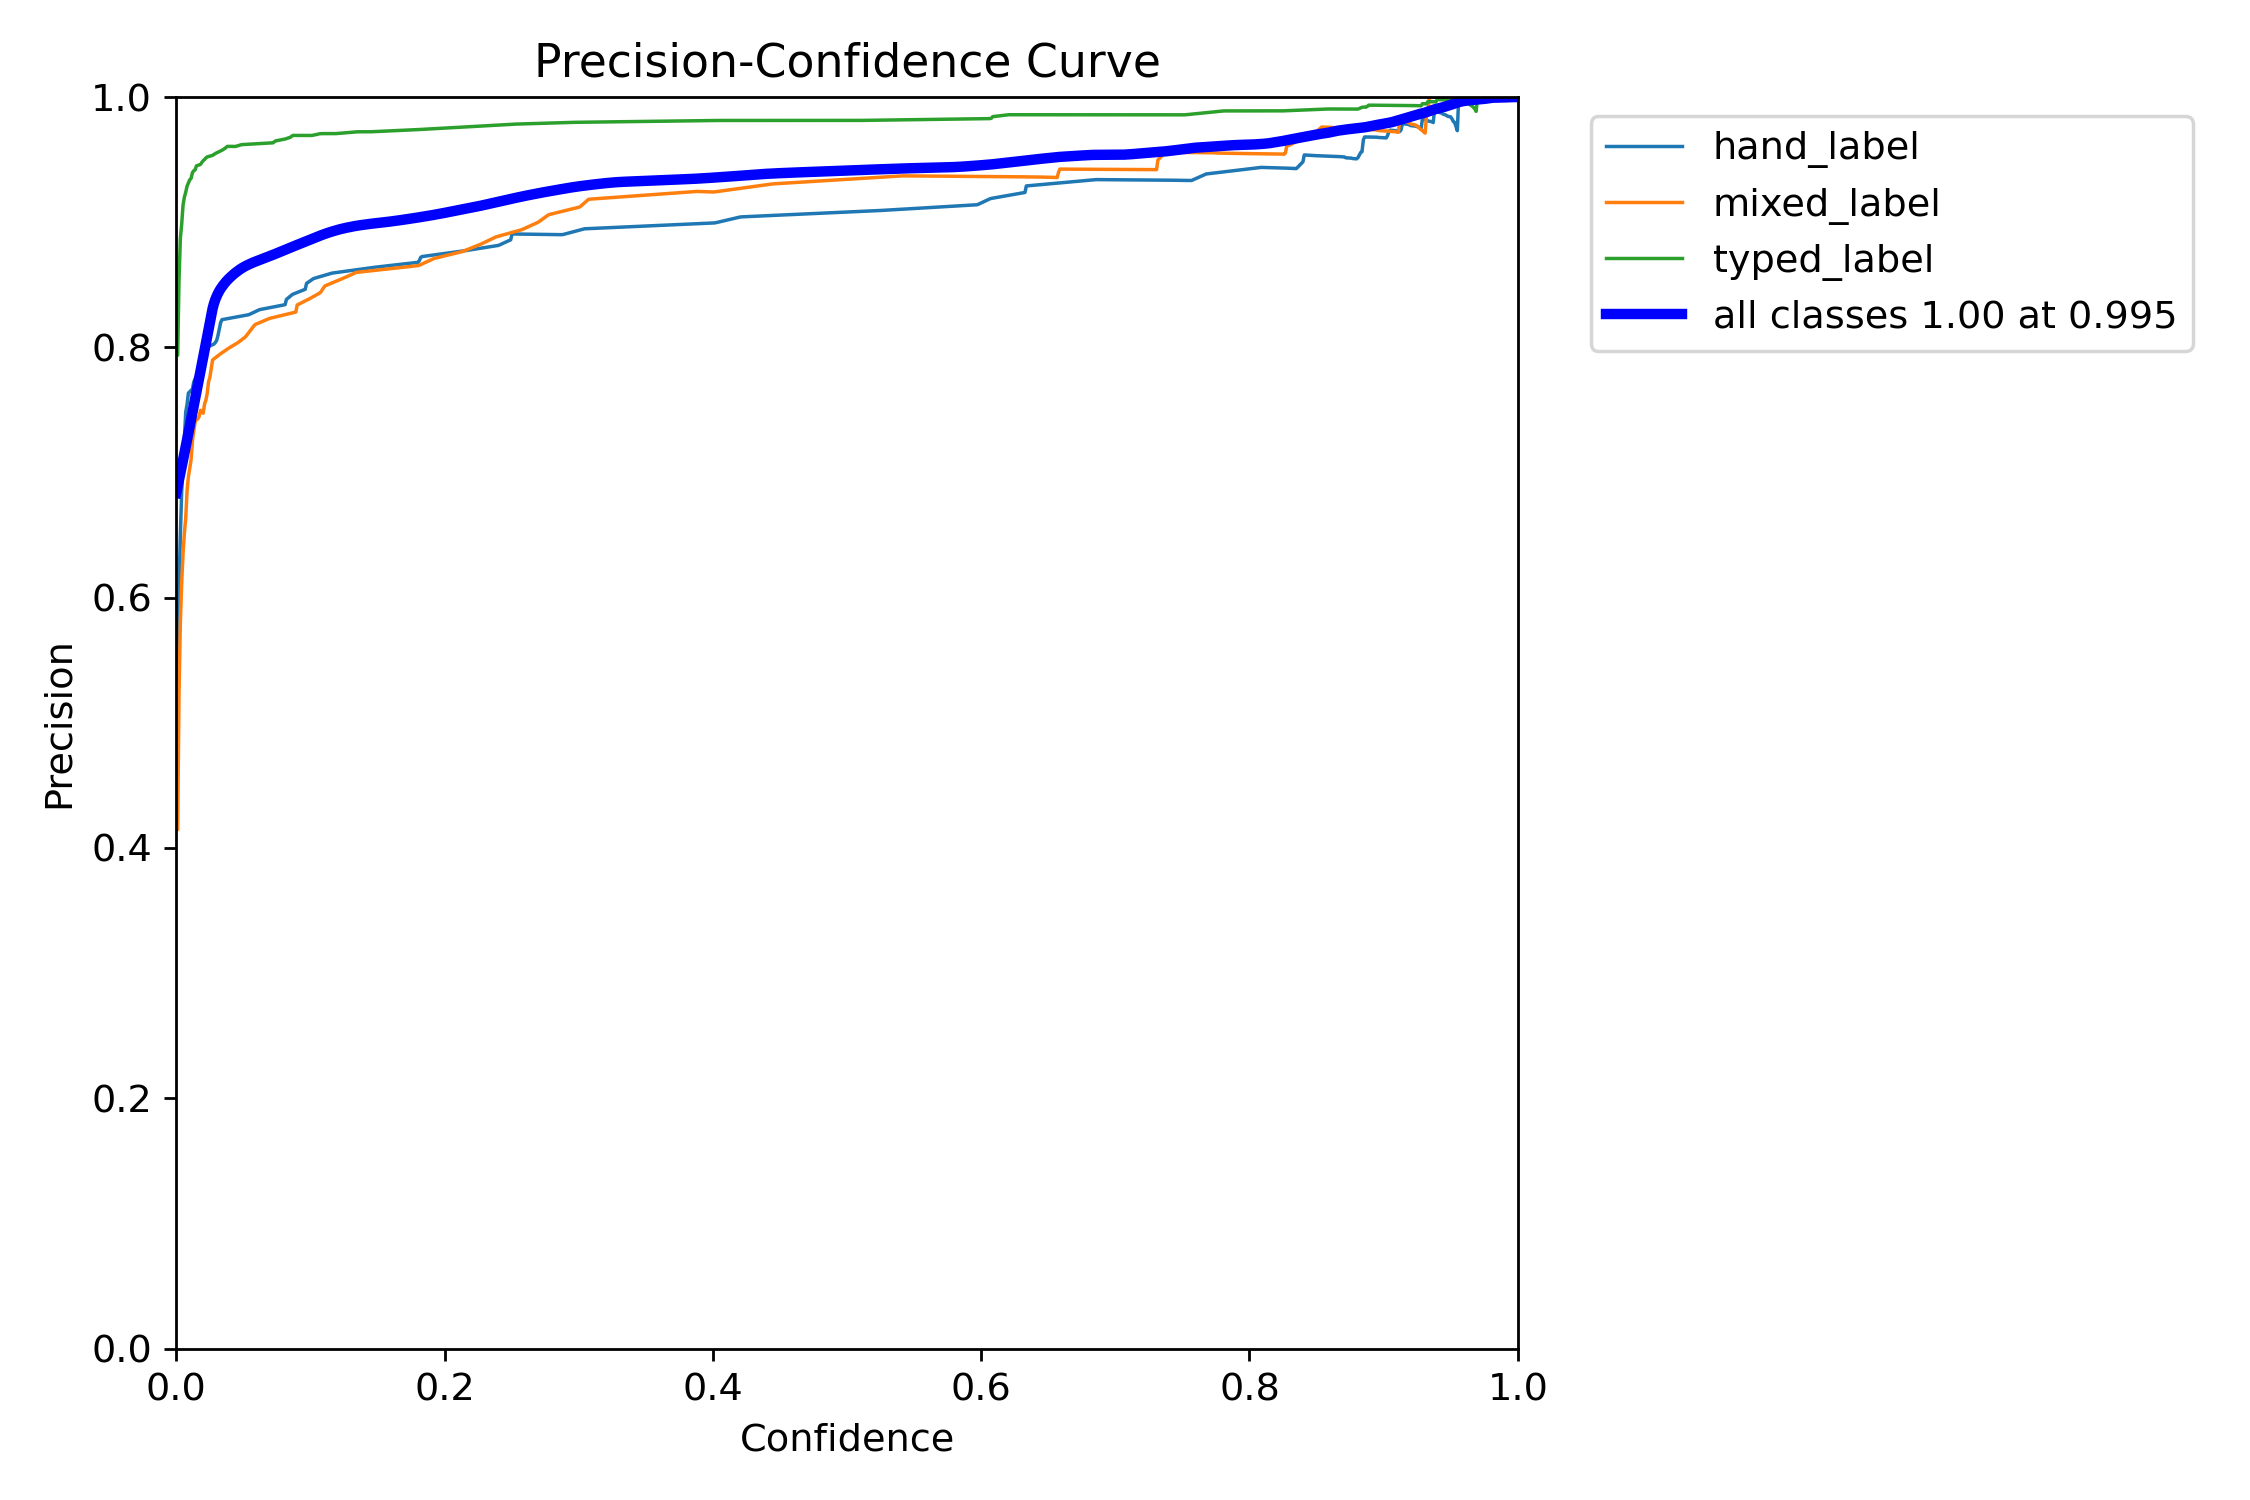 Precision-Confidence Curve
1.0
0.8
0.6
0.4
0.2
0.0
Precision
0.0 0.2 0.4 0.6 0.8 1.0
Confidence
hand_label
mixed_label
typed_label
all classes 1.00 at 0.995